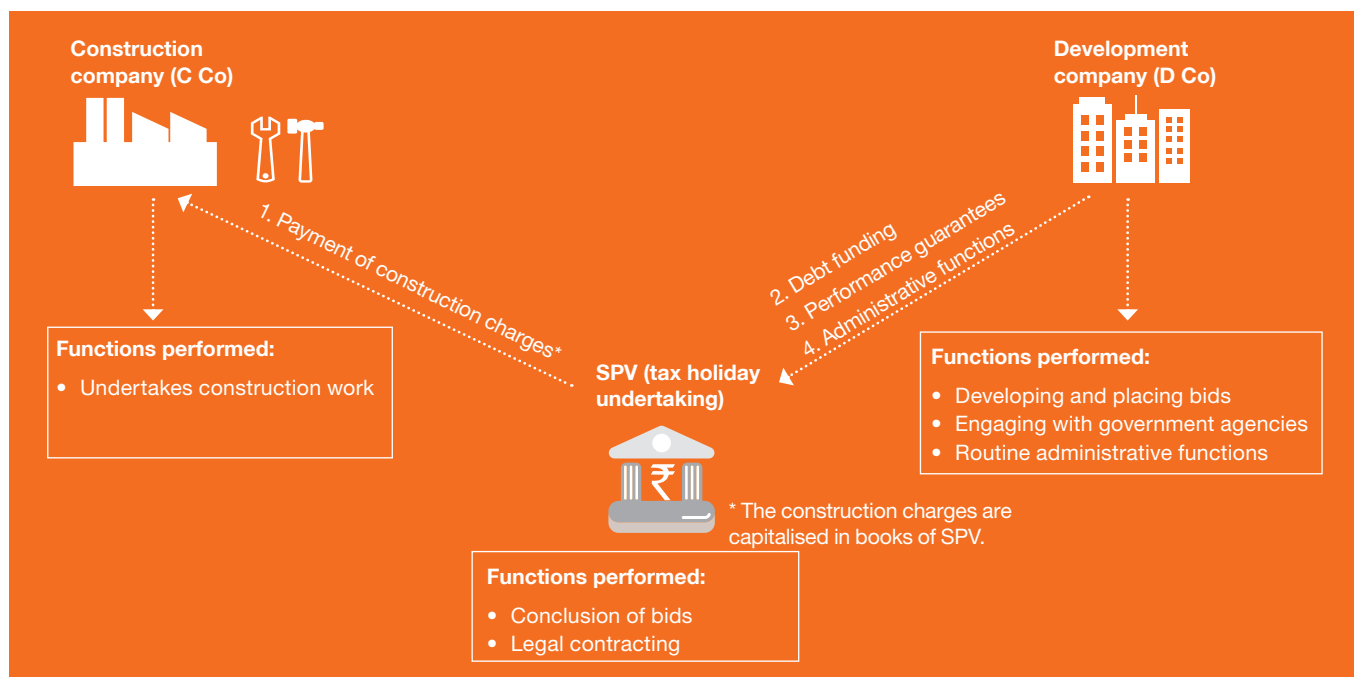 Construction
company (C Co)
Development
company (D Co)
1. Payment of construction charges*
2. Debt funding
3. Performance guarantees
4. Administrative functions
Functions performed:
• Undertakes construction work
SPV (tax holiday
undertaking)
₹
* The construction charges are
capitalised in books of SPV.
Functions performed:
• Developing and placing bids
• Engaging with government agencies
• Routine administrative functions
Functions performed:
• Conclusion of bids
• Legal contracting